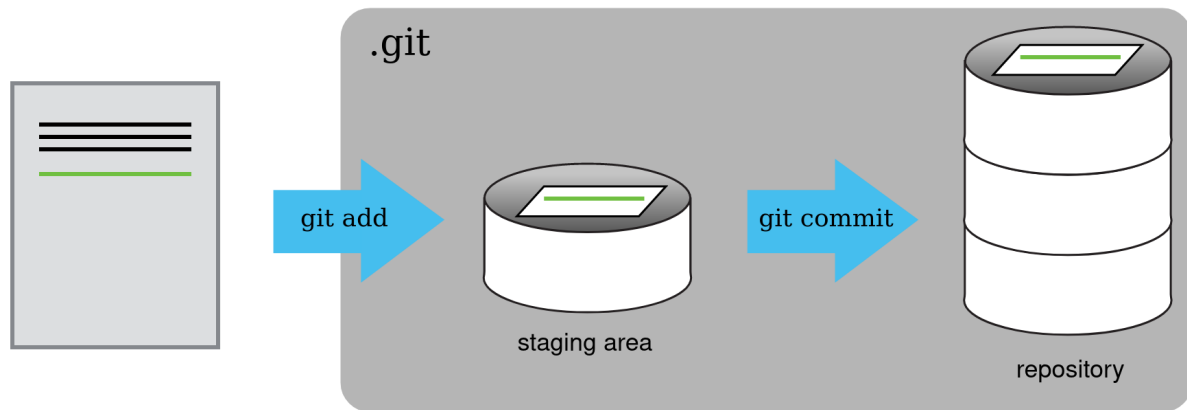 .git
git add
git commit
staging area
repository